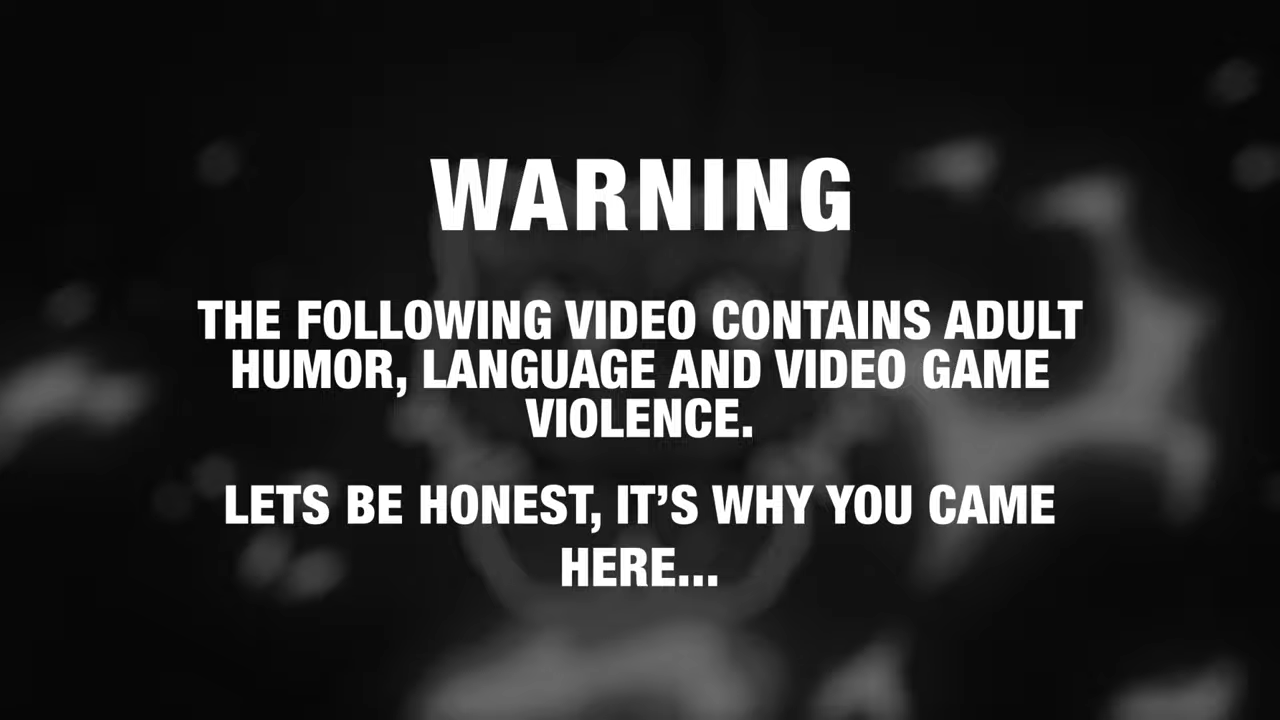 WARNING
THE FOLLOWING VIDEO CONTAINS ADULT
HUMOR, LANGUAGE AND VIDEO GAME
VIOLENCE.
LETS BE HONEST, IT’S WHY YOU CAME
HERE...